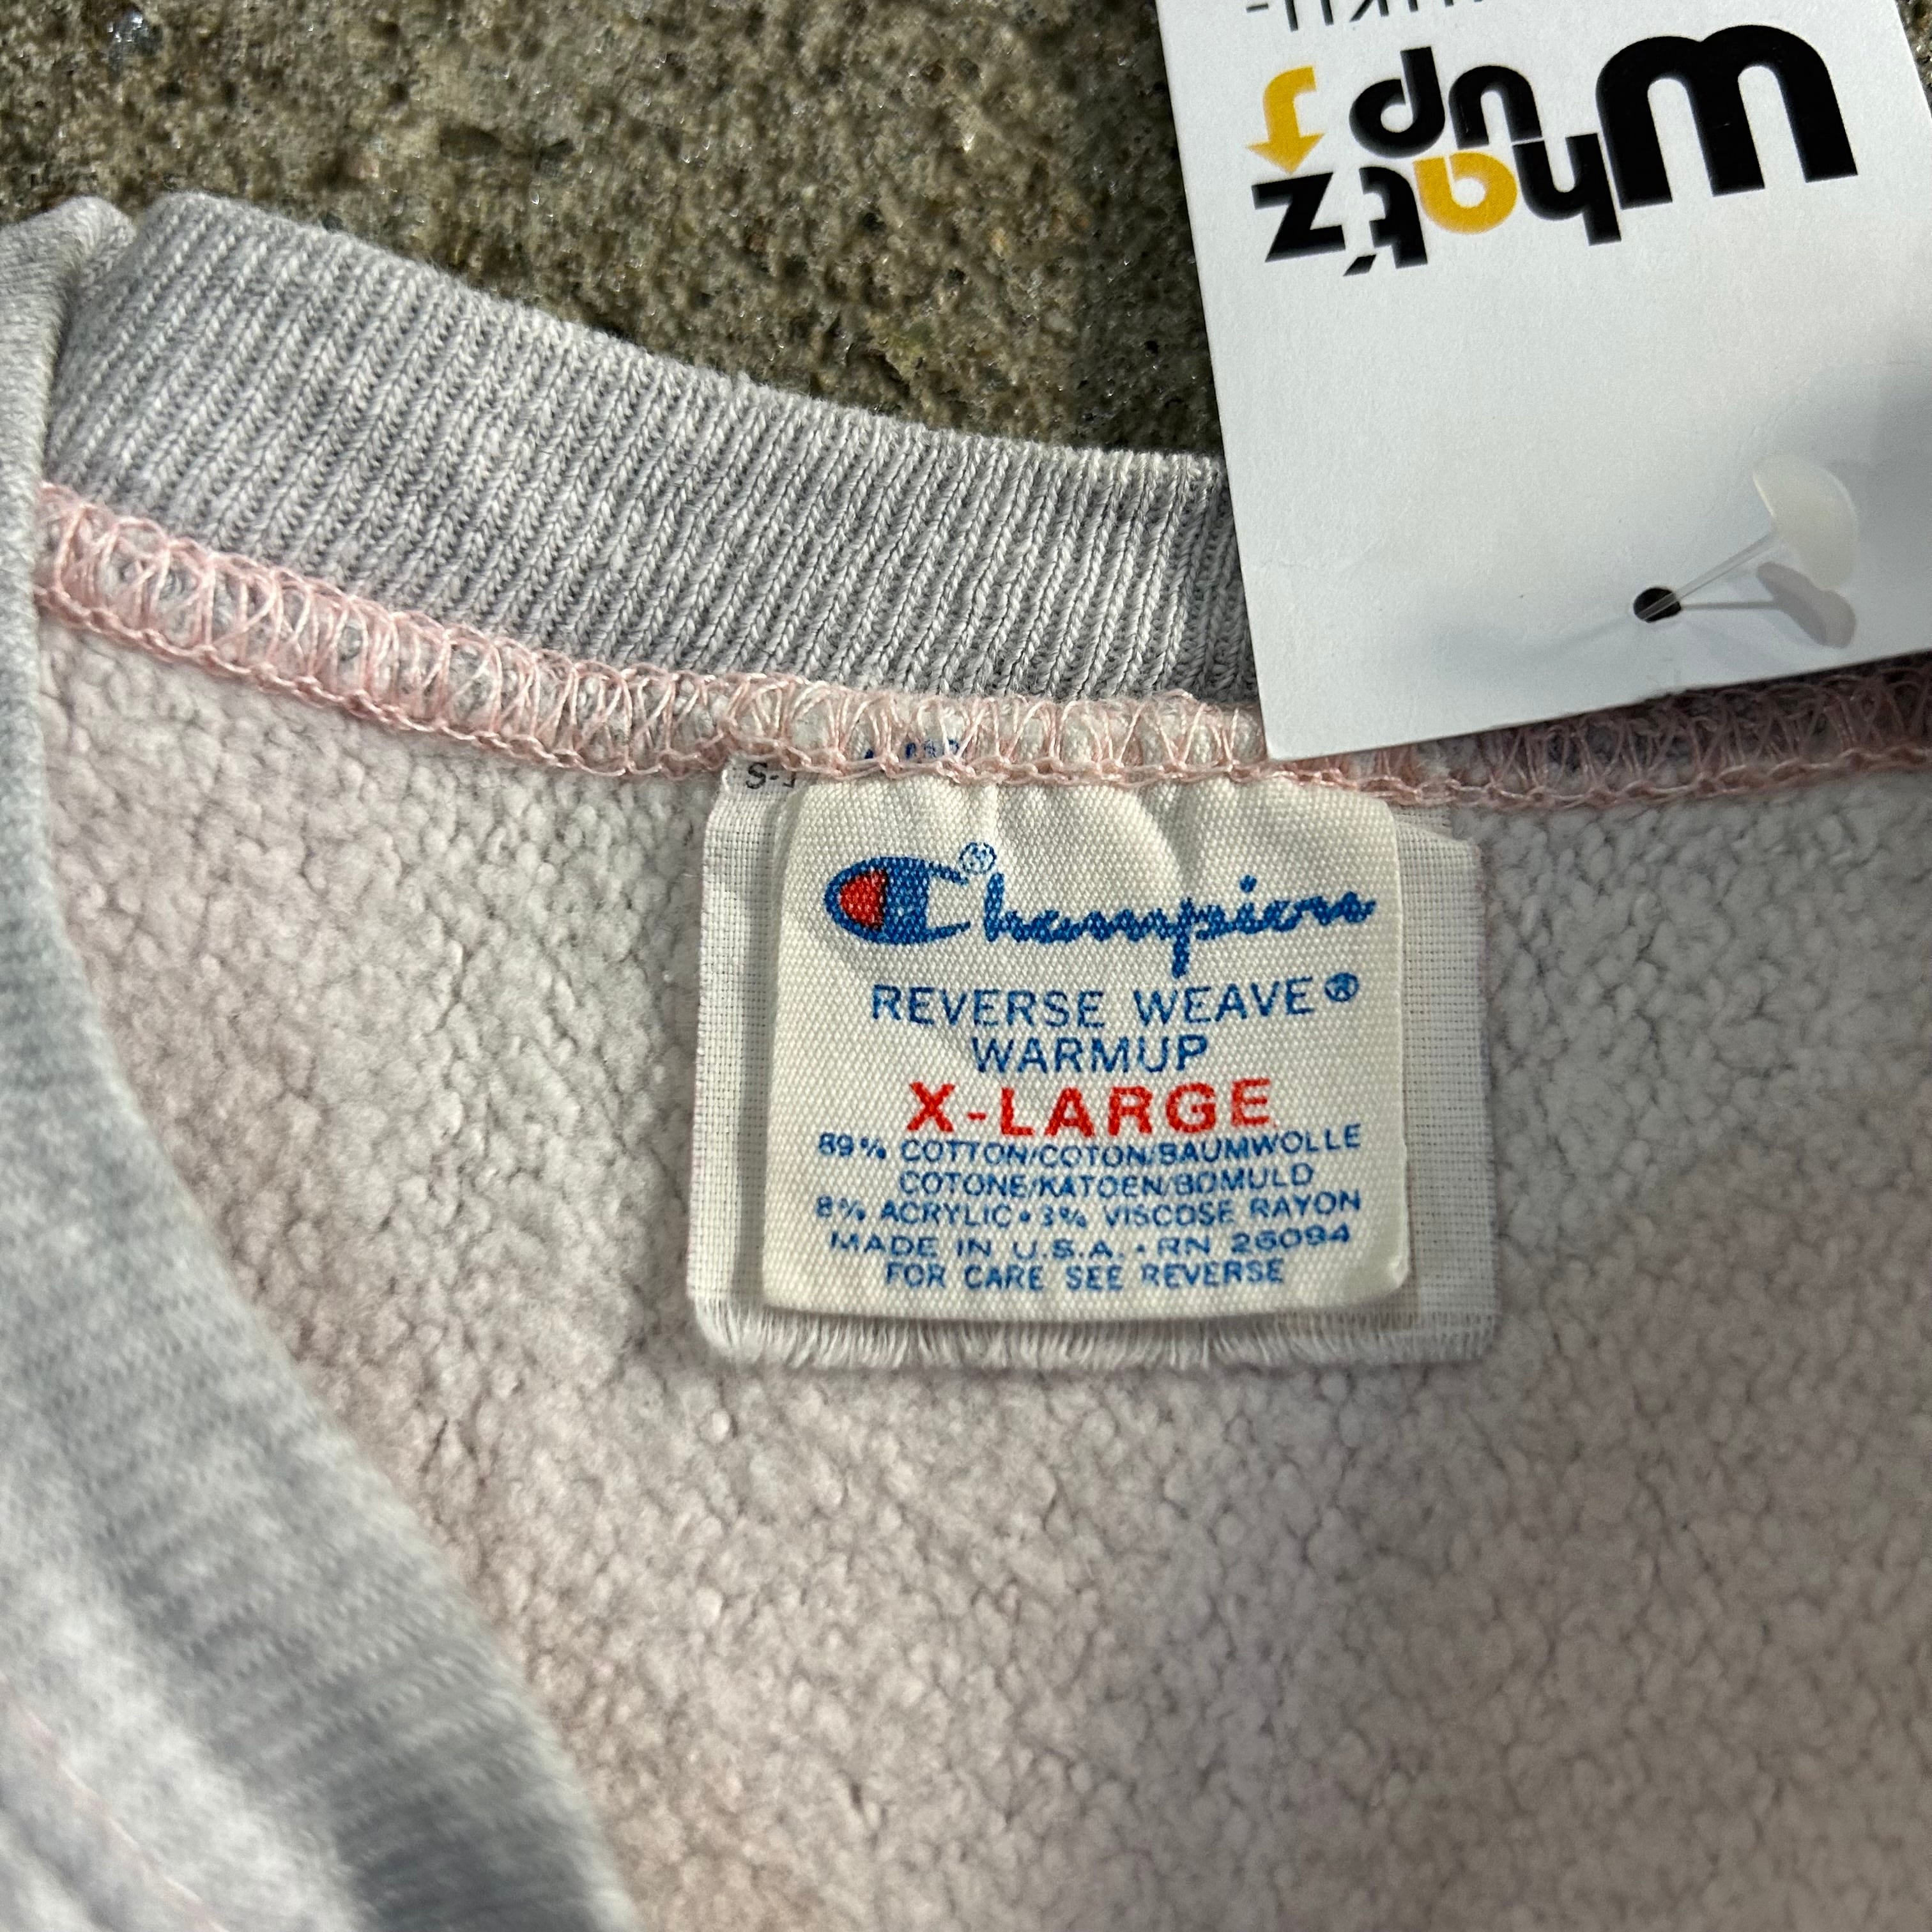 What'z
up
Champion®
REVERSE WEAVE®
WARMUP
X-LARGE
89% COTTON/COTON/BAUMWOLLE
COTONE/KATOEN/BOMULD
8% ACRYLIC • 3% VISCOSE RAYON
MADE IN U.S.A. • RN 26094
FOR CARE SEE REVERSE